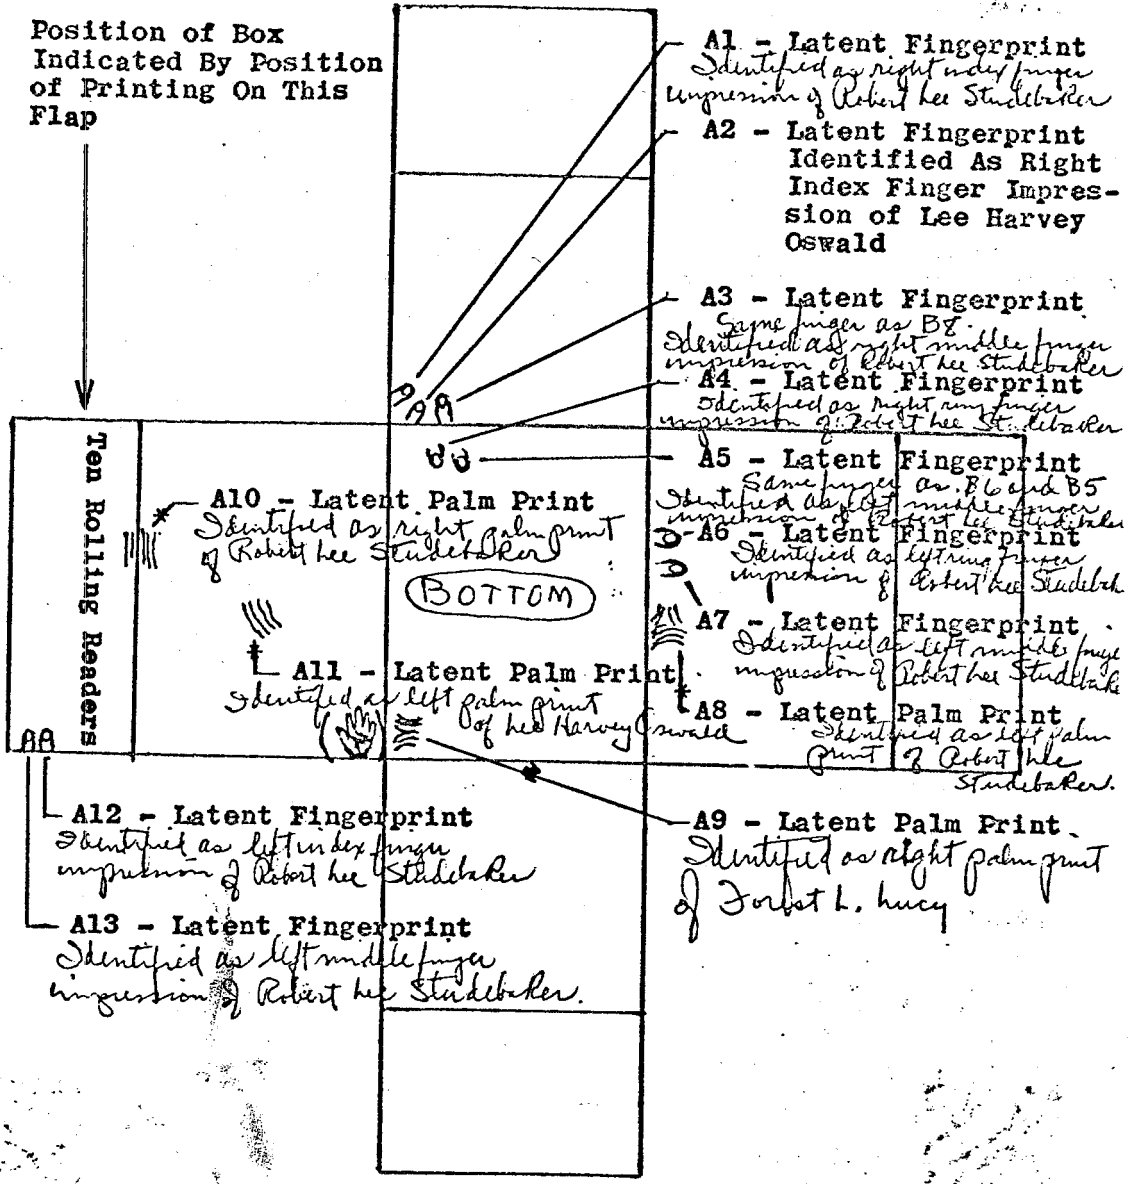 Position of Box
Indicated By Position
of Printing On This
Flap
A1 - Latent Fingerprint
Identified as right index finger
impression of Robert Lee Studebaker
A2 - Latent Fingerprint
Identified As Right
Index Finger Impres-
sion of Lee Harvey
Oswald
A3 - Latent Fingerprint
Same finger as B8.
Identified as right middle finger
impression of Robert Lee Studebaker
A4 - Latent Fingerprint
Identified as right ring finger
impression of Robert Lee Studebaker
A5 - Latent Fingerprint
Same finger as B6 and B5
Identified as left middle finger
impression of Robert Lee Studebaker
A6 - Latent Fingerprint
Identified as left ring finger
impression of Robert Lee Studebak
A7 - Latent Fingerprint
Identified as left middle finge
impression of Robert Lee Studebake
A8 - Latent Palm Print
Identified as left palm
print of Robert Lee
Studebaker.
A9 - Latent Palm Print
Identified as right palm print
of Forest L. Lucy
Ten Rolling Readers
A10 - Latent Palm Print
Identified as right palm print
of Robert Lee Studebaker
BOTTOM
A11 - Latent Palm Print
Identified as left palm print
of Lee Harvey Oswald
A12 - Latent Fingerprint
Identified as left index finger
impression of Robert Lee Studebaker
A13 - Latent Fingerprint
Identified as left middle finger
impression of Robert Lee Studebaker.